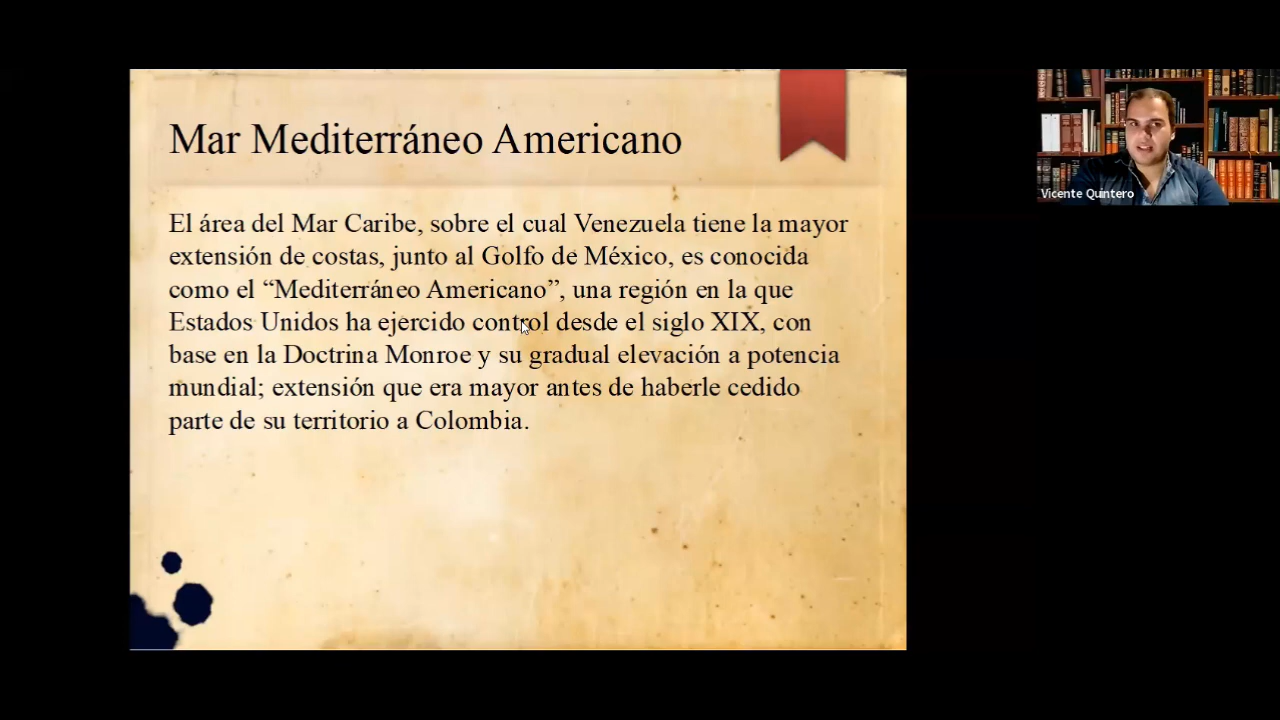 Mar Mediterráneo Americano
El área del Mar Caribe, sobre el cual Venezuela tiene la mayor
extensión de costas, junto al Golfo de México, es conocida
como el “Mediterráneo Americano”, una región en la que
Estados Unidos ha ejercido control desde el siglo XIX, con
base en la Doctrina Monroe y su gradual elevación a potencia
mundial; extensión que era mayor antes de haberle cedido
parte de su territorio a Colombia.
Vicente Quintero